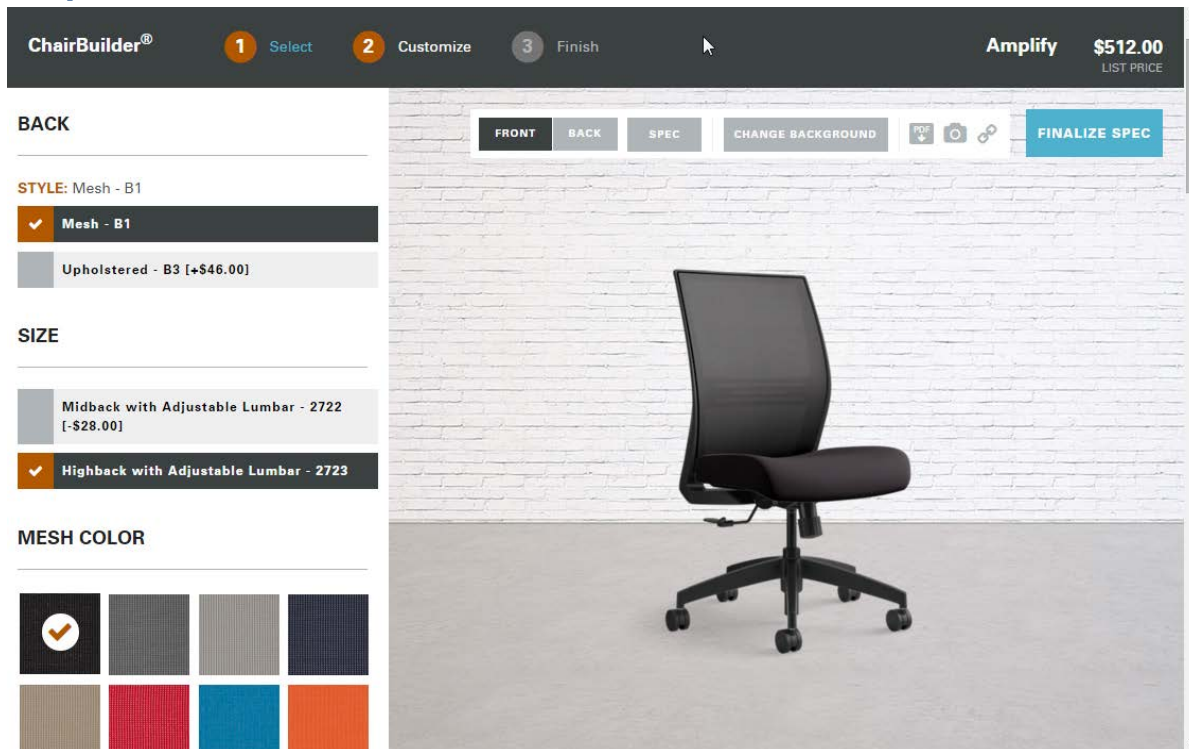 ChairBuilder®
1 Select
2 Customize
3 Finish
Amplify
$512.00
LIST PRICE
BACK
STYLE: Mesh - B1
Mesh - B1
Upholstered - B3 [+$46.00]
SIZE
Midback with Adjustable Lumbar - 2722
[-$28.00]
Highback with Adjustable Lumbar - 2723
MESH COLOR
FRONT
BACK
SPEC
CHANGE BACKGROUND
PDF
FINALIZE SPEC